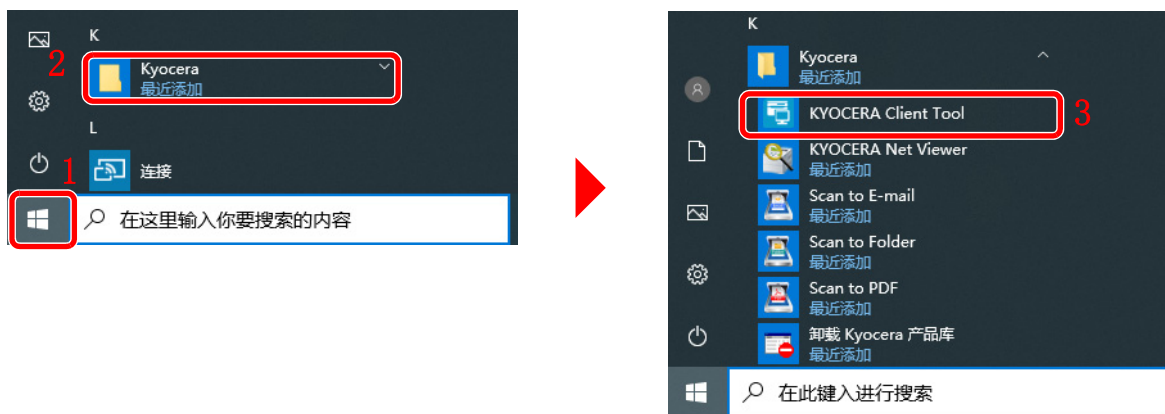 K
2
Kyocera
最近添加
L
1
连接
在这里输入你要搜索的内容
K
Kyocera
最近添加
KYOCERA Client Tool
3
KYOCERA Net Viewer
最近添加
Scan to E-mail
最近添加
Scan to Folder
最近添加
Scan to PDF
最近添加
卸载 Kyocera 产品库
最近添加
在此键入进行搜索